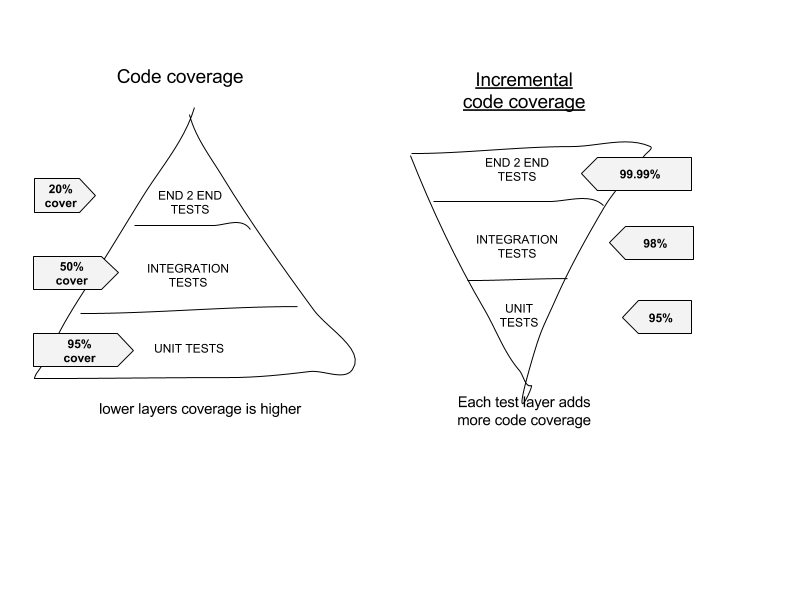 Code coverage
20%
cover
END 2 END
TESTS
50%
cover
INTEGRATION
TESTS
95%
cover
UNIT TESTS
lower layers coverage is higher
Incremental
code coverage
END 2 END
TESTS
99.99%
INTEGRATION
TESTS
98%
UNIT
TESTS
95%
Each test layer adds
more code coverage